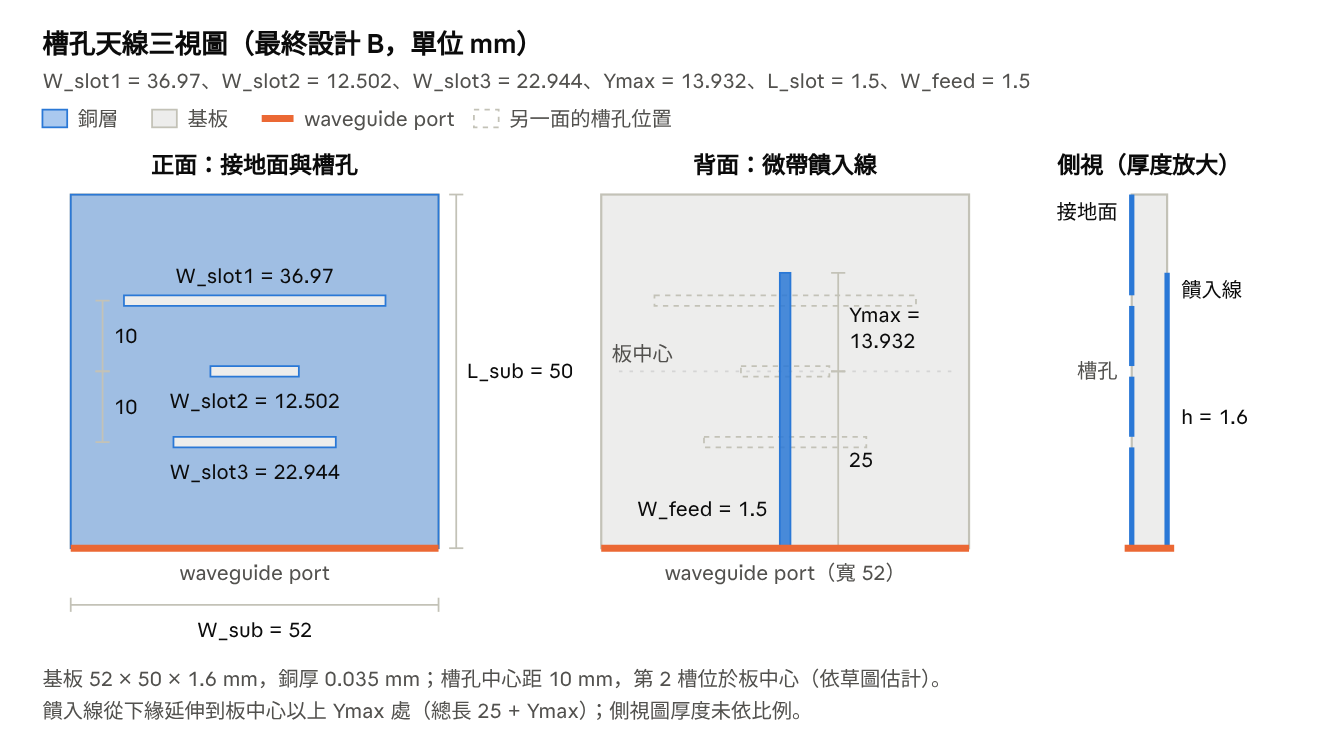 槽孔天線三視圖（最終設計 B，單位 mm）
W_slot1 = 36.97、W_slot2 = 12.502、W_slot3 = 22.944、Ymax = 13.932、L_slot = 1.5、W_feed = 1.5
銅層 基板 waveguide port 另一面的槽孔位置
正面：接地面與槽孔
W_slot1 = 36.97
10
10
W_slot2 = 12.502
W_slot3 = 22.944
L_sub = 50
waveguide port
W_sub = 52
背面：微帶饋入線
Ymax =
13.932
板中心
25
W_feed = 1.5
waveguide port（寬 52）
側視（厚度放大）
接地面
饋入線
槽孔
h = 1.6
基板 52 × 50 × 1.6 mm，銅厚 0.035 mm；槽孔中心距 10 mm，第 2 槽位於板中心（依草圖估計）。
饋入線從下緣延伸到板中心以上 Ymax 處（總長 25 + Ymax）；側視圖厚度未依比例。